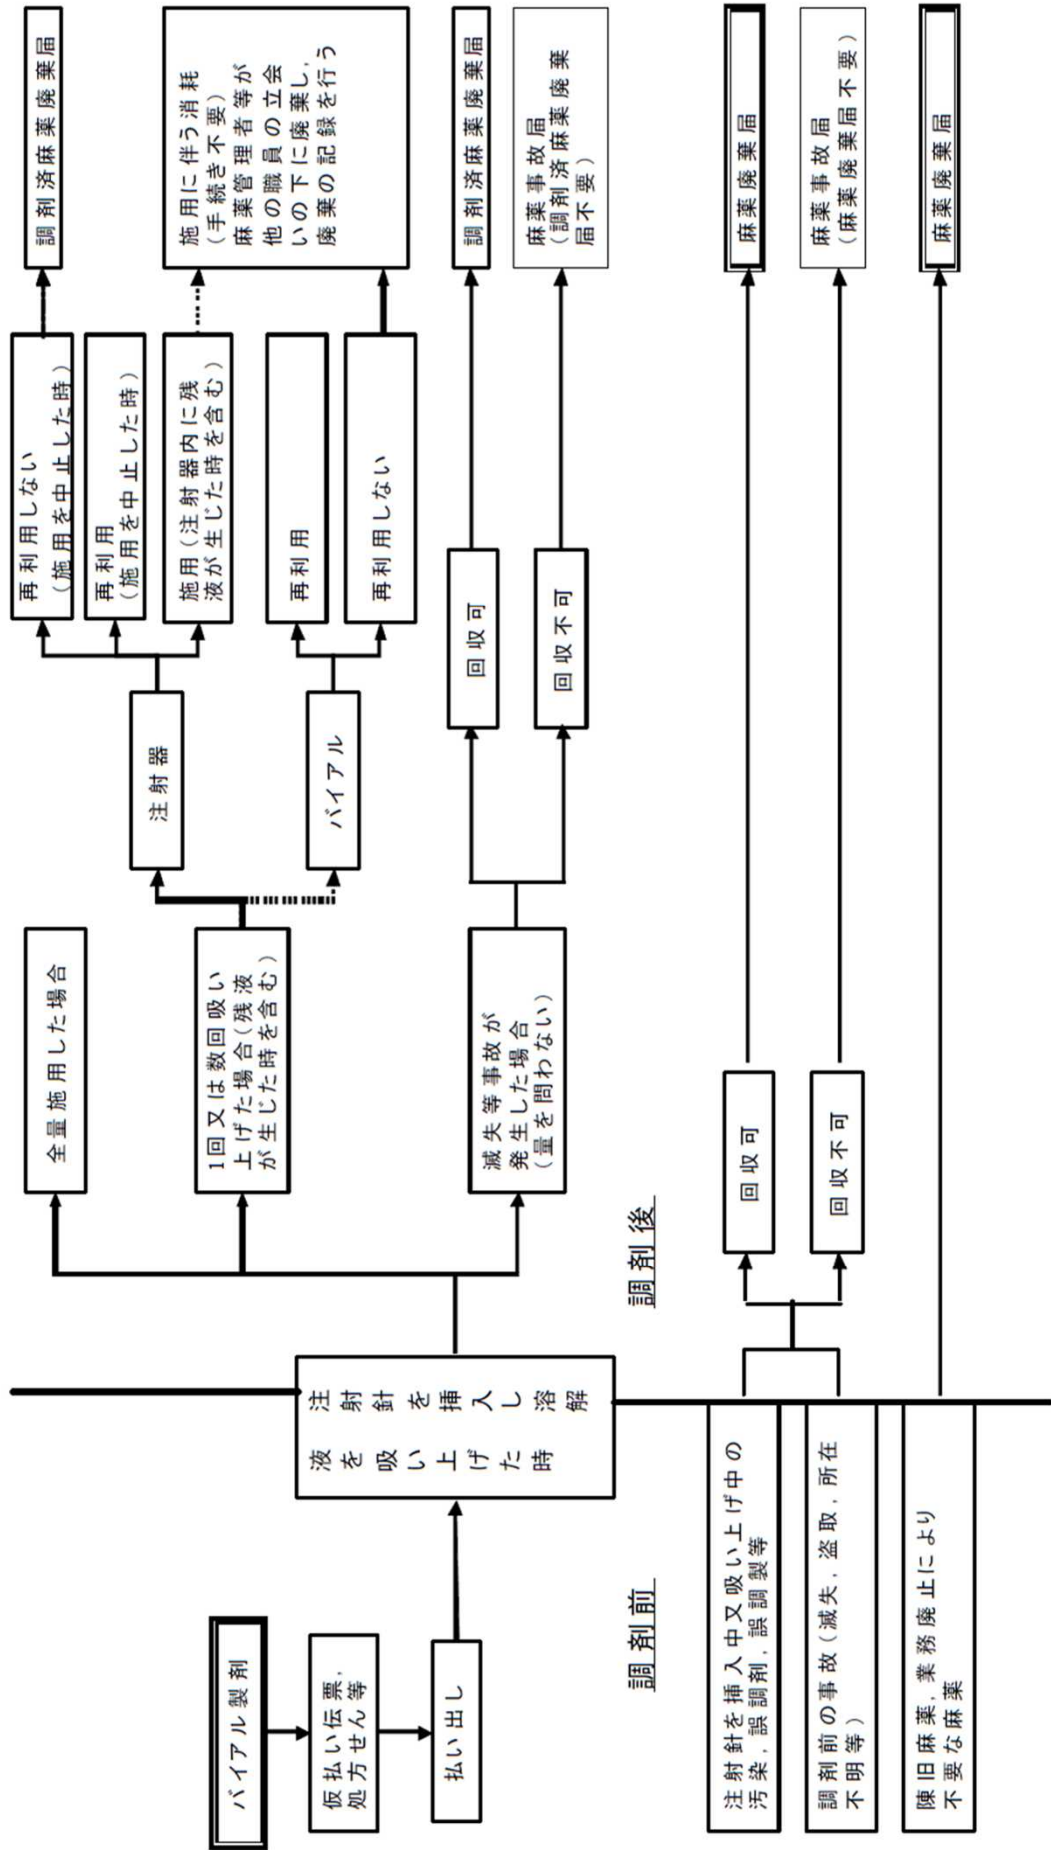 バイアル製剤
仮払い伝票,
処方せん等
払い出し
調剤前
注射針を挿入し溶解
液を吸い上げた時
調剤後
全量施用した場合
1回又は数回吸い
上げた場合(残液
が生じた時を含む)
滅失等事故が
発生した場合
(量を問わない)
注射器
バイアル
再利用しない
(施用を中止した時)
再利用
(施用を中止した時)
施用(注射器内に残
液が生じた時を含む)
再利用
再利用しない
回収可
回収不可
調剤済麻薬廃棄届
施用に伴う消耗
(手続き不要)
麻薬管理者等が
他の職員の立会
いの下に廃棄し,
廃棄の記録を行う
調剤済麻薬廃棄届
麻薬事故届
(調剤済麻薬廃棄
届不要)
注射針を挿入中又吸い上げ中の
汚染,誤調剤,誤調製等
調剤前の事故(滅失,盗取,所在
不明等)
陳旧麻薬,業務廃止により
不要な麻薬
回収可
回収不可
麻薬廃棄届
麻薬事故届
(麻薬廃棄届不要)
麻薬廃棄届